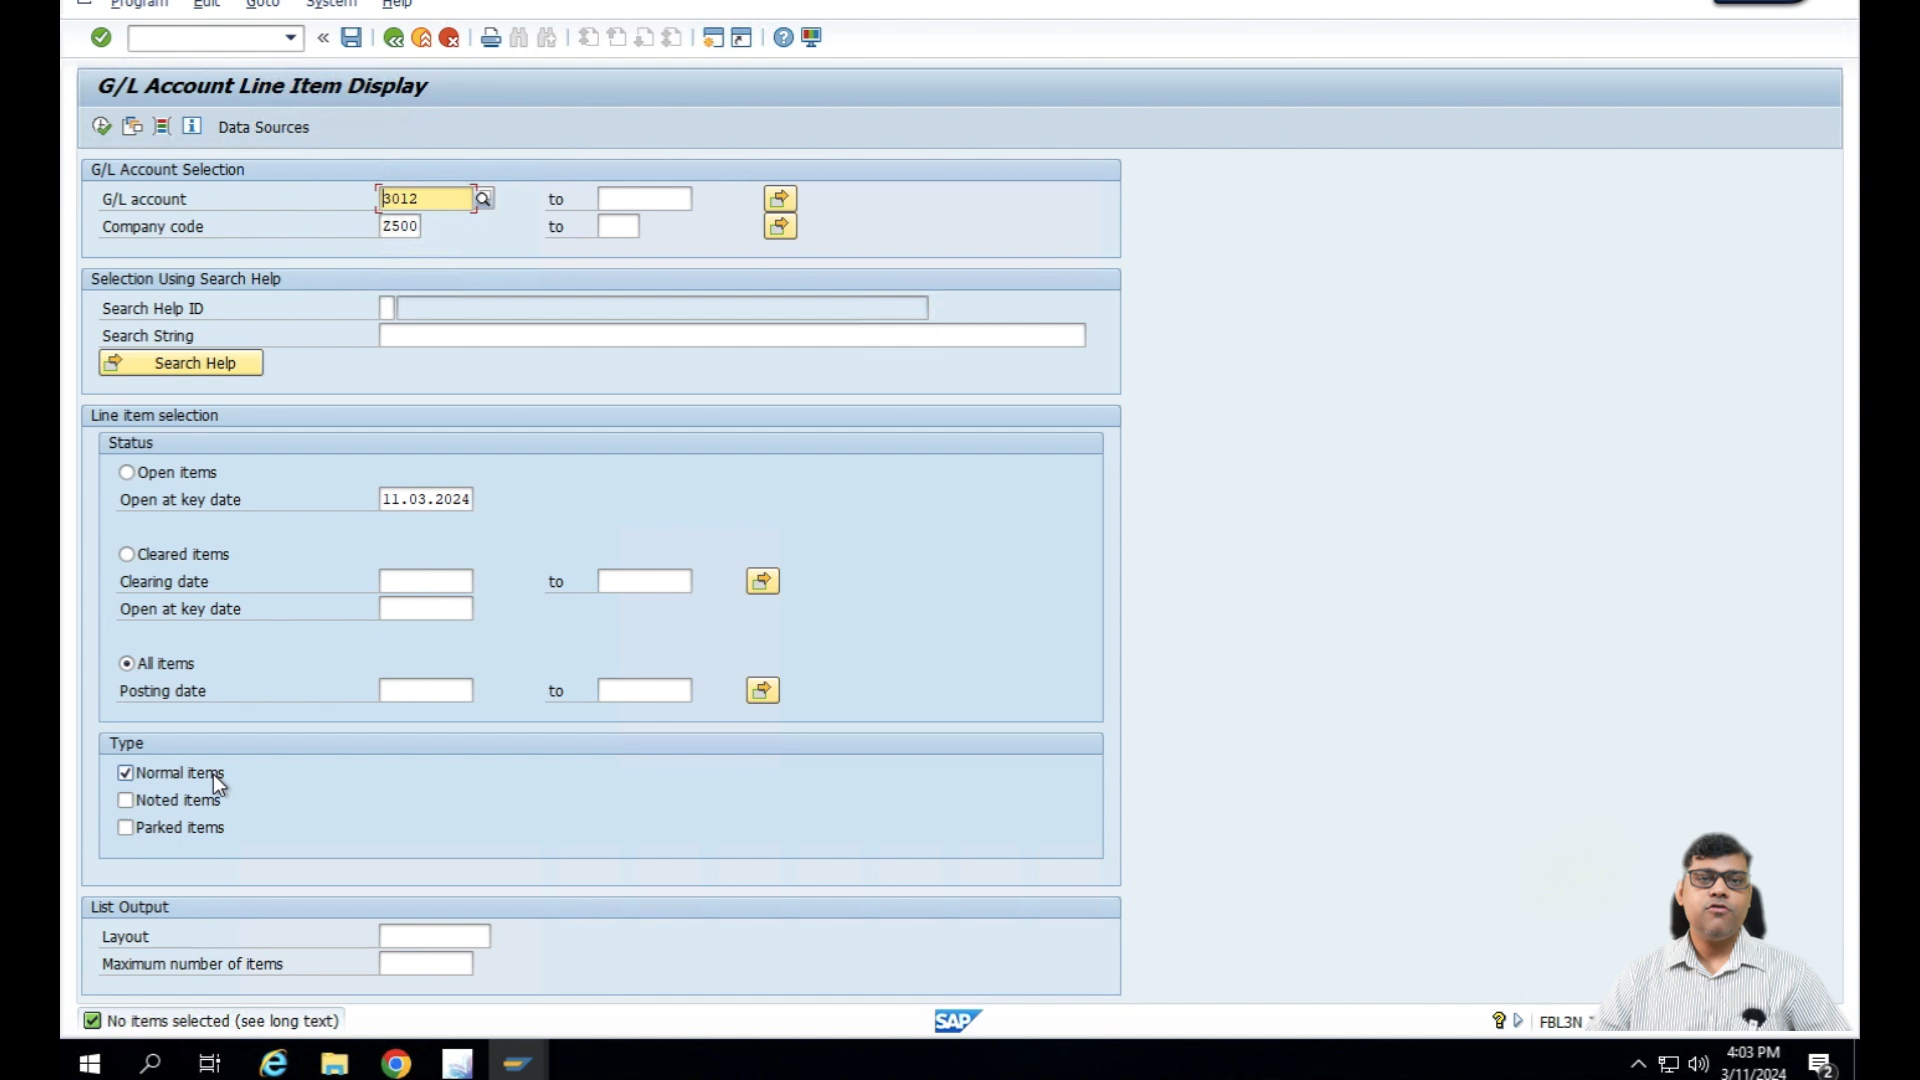 Program Edit Goto System Help
G/L Account Line Item Display
Data Sources
G/L Account Selection
G/L account 3012 to
Company code Z500 to
Selection Using Search Help
Search Help ID
Search String
Search Help
Line item selection
Status
Open items
Open at key date 11.03.2024
Cleared items
Clearing date to
Open at key date
All items
Posting date to
Type
Normal items
Noted items
Parked items
List Output
Layout
Maximum number of items
No items selected (see long text)
SAP
FBL3N
4:03 PM
3/11/2024
2